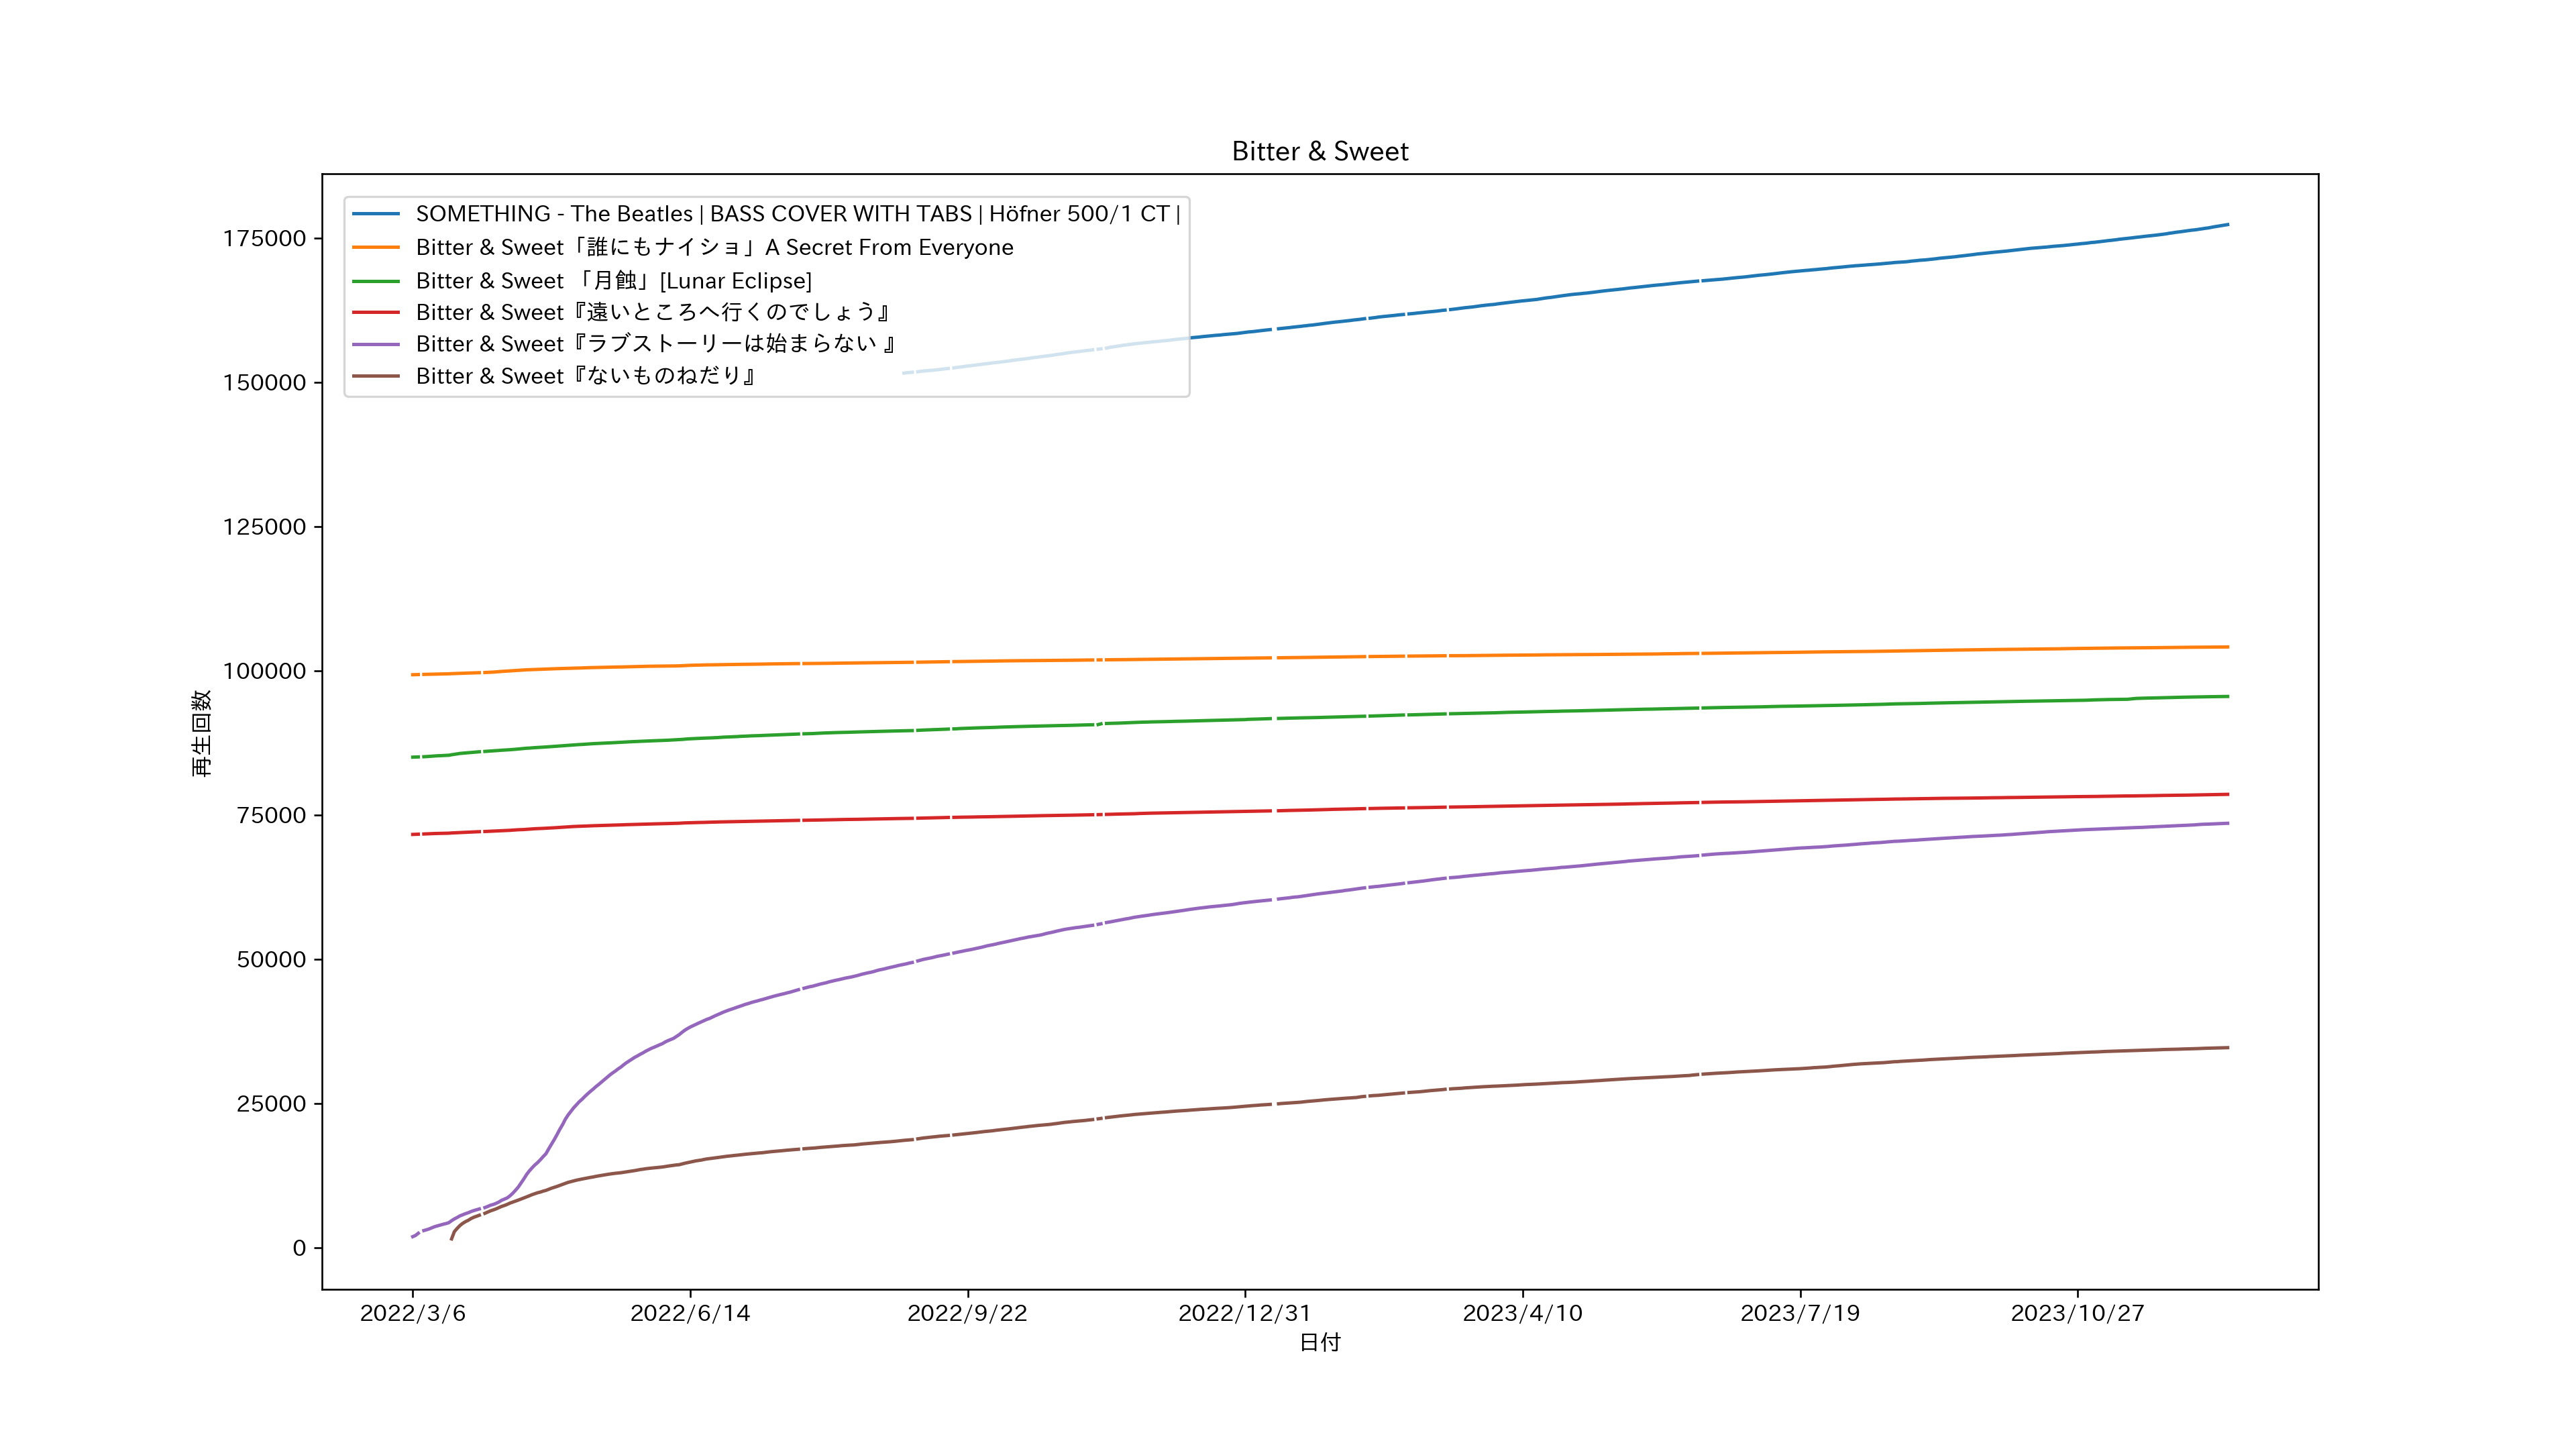 Bitter & Sweet
SOMETHING - The Beatles | BASS COVER WITH TABS | Höfner 500/1 CT |
Bitter & Sweet「誰にもナイショ」A Secret From Everyone
Bitter & Sweet 「月蝕」[Lunar Eclipse]
Bitter & Sweet『遠いところへ行くのでしょう』
Bitter & Sweet『ラブストーリーは始まらない 』
Bitter & Sweet『ないものねだり』
175000
150000
125000
100000
75000
50000
25000
0
再生回数
2022/3/6
2022/6/14
2022/9/22
2022/12/31
2023/4/10
2023/7/19
2023/10/27
日付